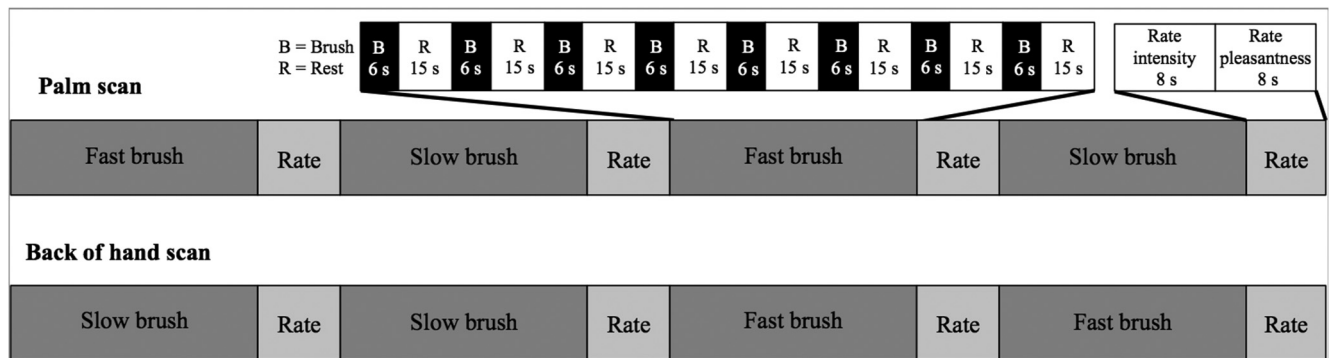 B = Brush
R = Rest
B R B R B R B R B R B R B R B R
6 s 15 s 6 s 15 s 6 s 15 s 6 s 15 s 6 s 15 s 6 s 15 s 6 s 15 s 6 s 15 s
Rate
intensity
8 s
Rate
pleasantness
8 s
Palm scan
Fast brush Rate Slow brush Rate Fast brush Rate Slow brush Rate
Back of hand scan
Slow brush Rate Slow brush Rate Fast brush Rate Fast brush Rate